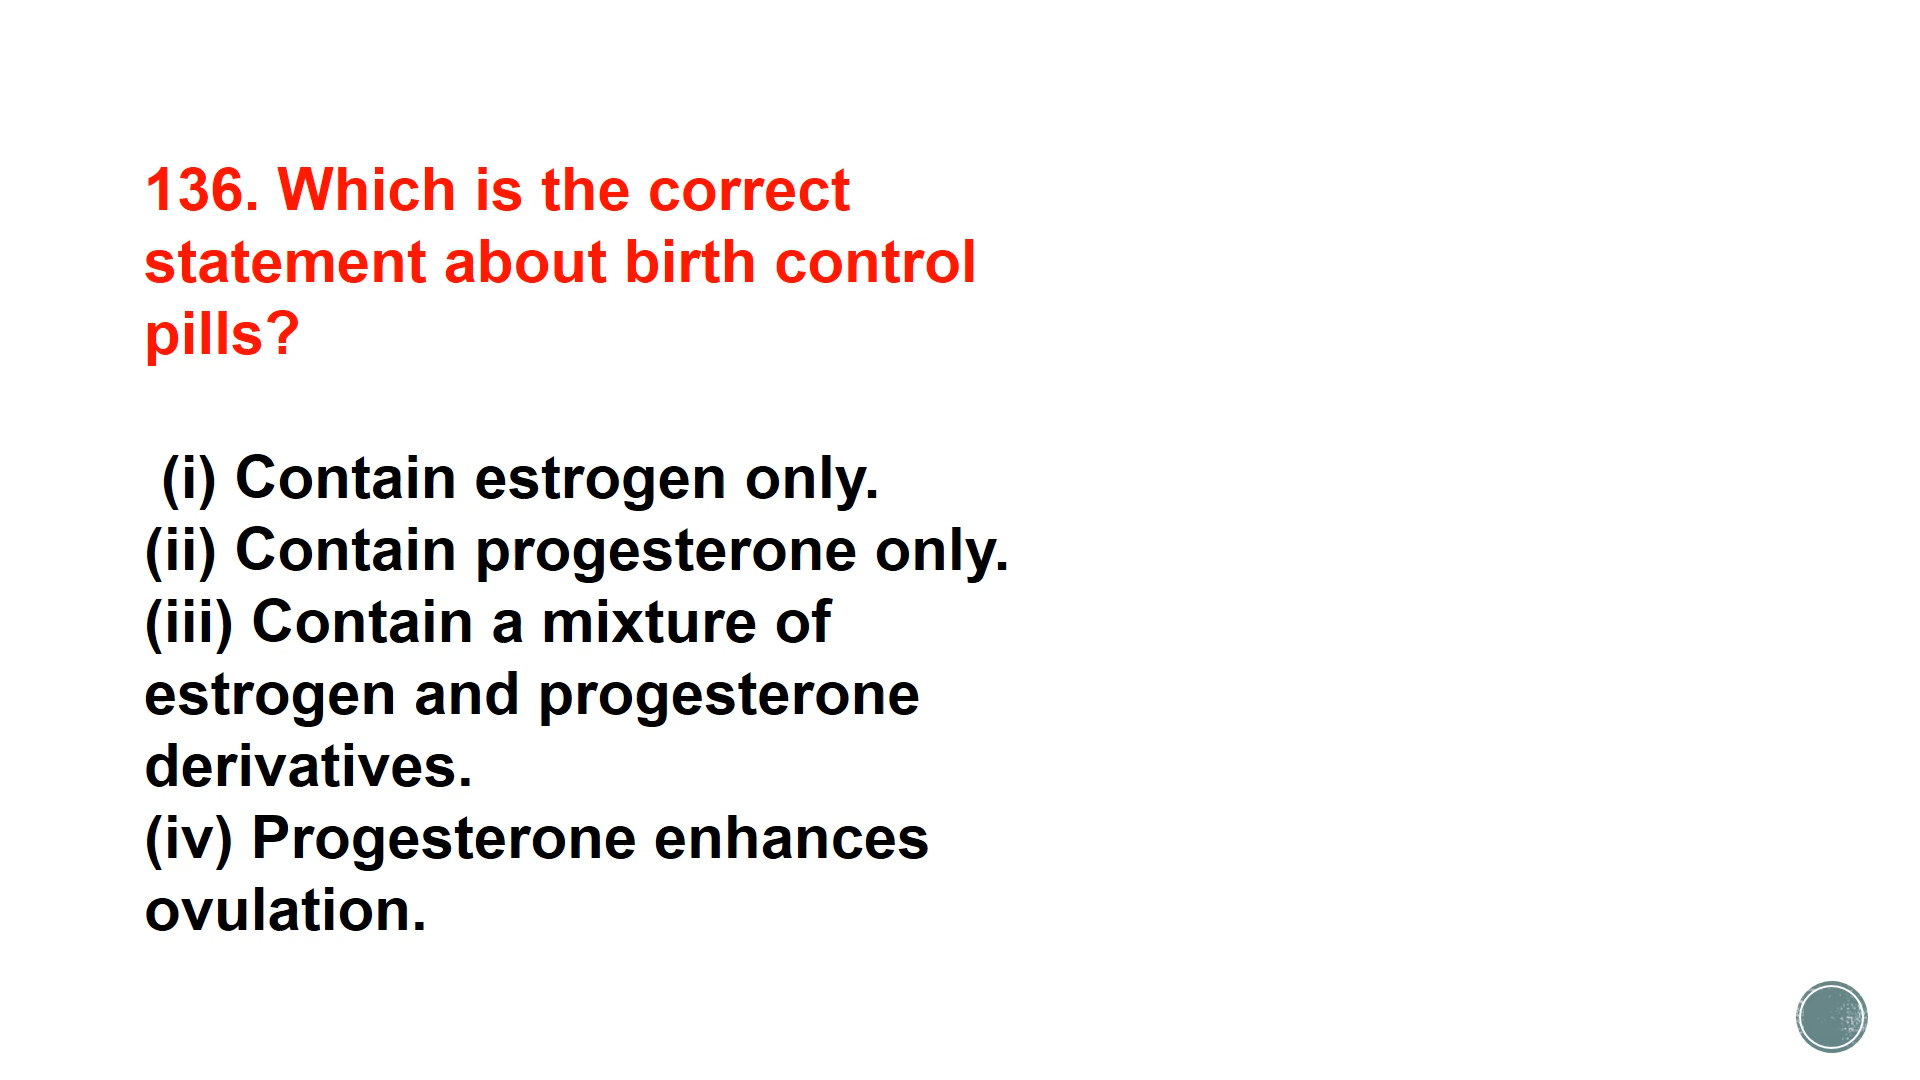 136. Which is the correct
statement about birth control
pills?
(i) Contain estrogen only.
(ii) Contain progesterone only.
(iii) Contain a mixture of
estrogen and progesterone
derivatives.
(iv) Progesterone enhances
ovulation.